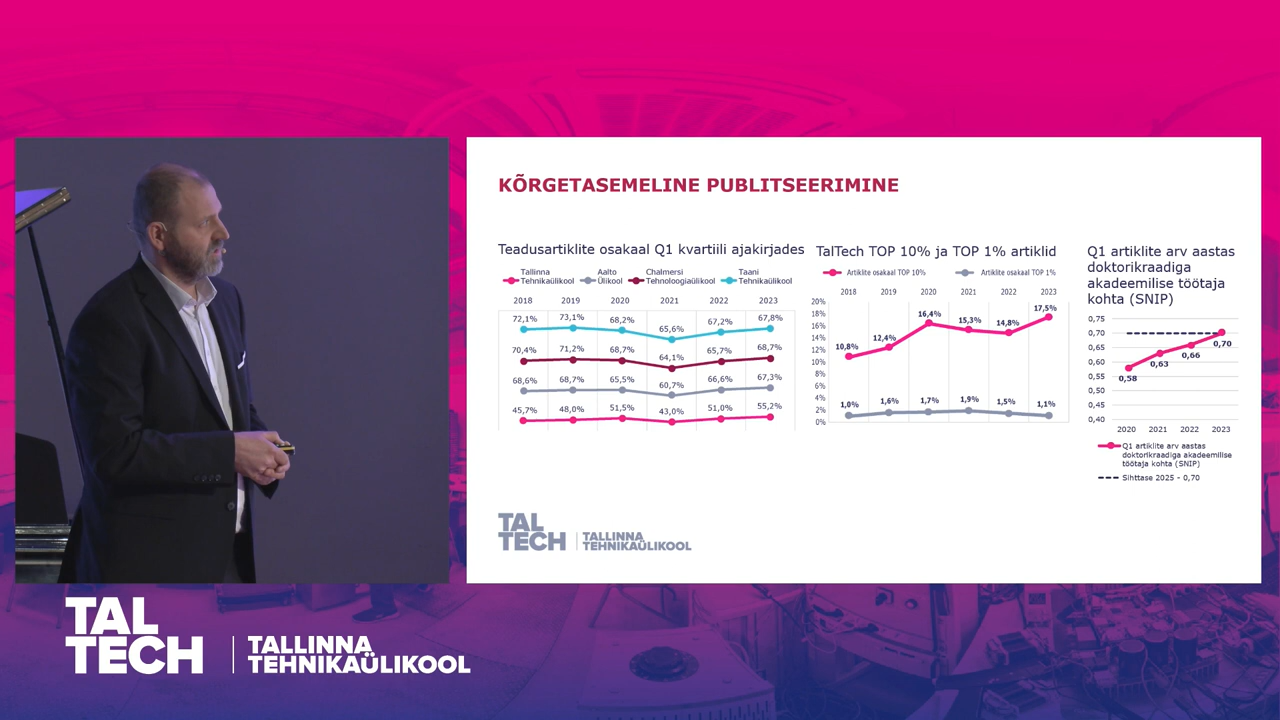 KÕRGETASEMELINE PUBLITSEERIMINE
Teadusartiklite osakaal Q1 kvartiili ajakirjades
Tallinna Tehnikaülikool
Aalto Ülikool
Chalmersi Tehnoloogiaülikool
Taani Tehnikaülikool
2018 2019 2020 2021 2022 2023
72,1% 73,1% 68,2% 65,6% 67,2% 67,8%
70,4% 71,2% 68,7% 64,1% 65,7% 68,7%
68,6% 68,7% 65,5% 60,7% 66,6% 67,3%
45,7% 48,0% 51,5% 43,0% 51,0% 55,2%
TalTech TOP 10% ja TOP 1% artiklid
Artiklite osakaal TOP 10%
Artiklite osakaal TOP 1%
2018 2019 2020 2021 2022 2023
20%
18%
16%
14%
12%
10%
8%
6%
4%
2%
0%
10,8% 12,4% 16,4% 15,3% 14,8% 17,5%
1,0% 1,6% 1,7% 1,9% 1,5% 1,1%
Q1 artiklite arv aastas
doktorikraadiga
akadeemilise töötaja
kohta (SNIP)
0,75
0,70
0,65
0,60
0,55
0,50
0,45
0,40
0,58 0,63 0,66 0,70
2020 2021 2022 2023
Q1 artiklite arv aastas
doktorikraadiga akadeemilise
töötaja kohta (SNIP)
Sihttase 2025 - 0,70
TAL
TECH
TALLINNA
TEHNIKAÜLIKOOL
TAL
TECH
TALLINNA
TEHNIKAÜLIKOOL